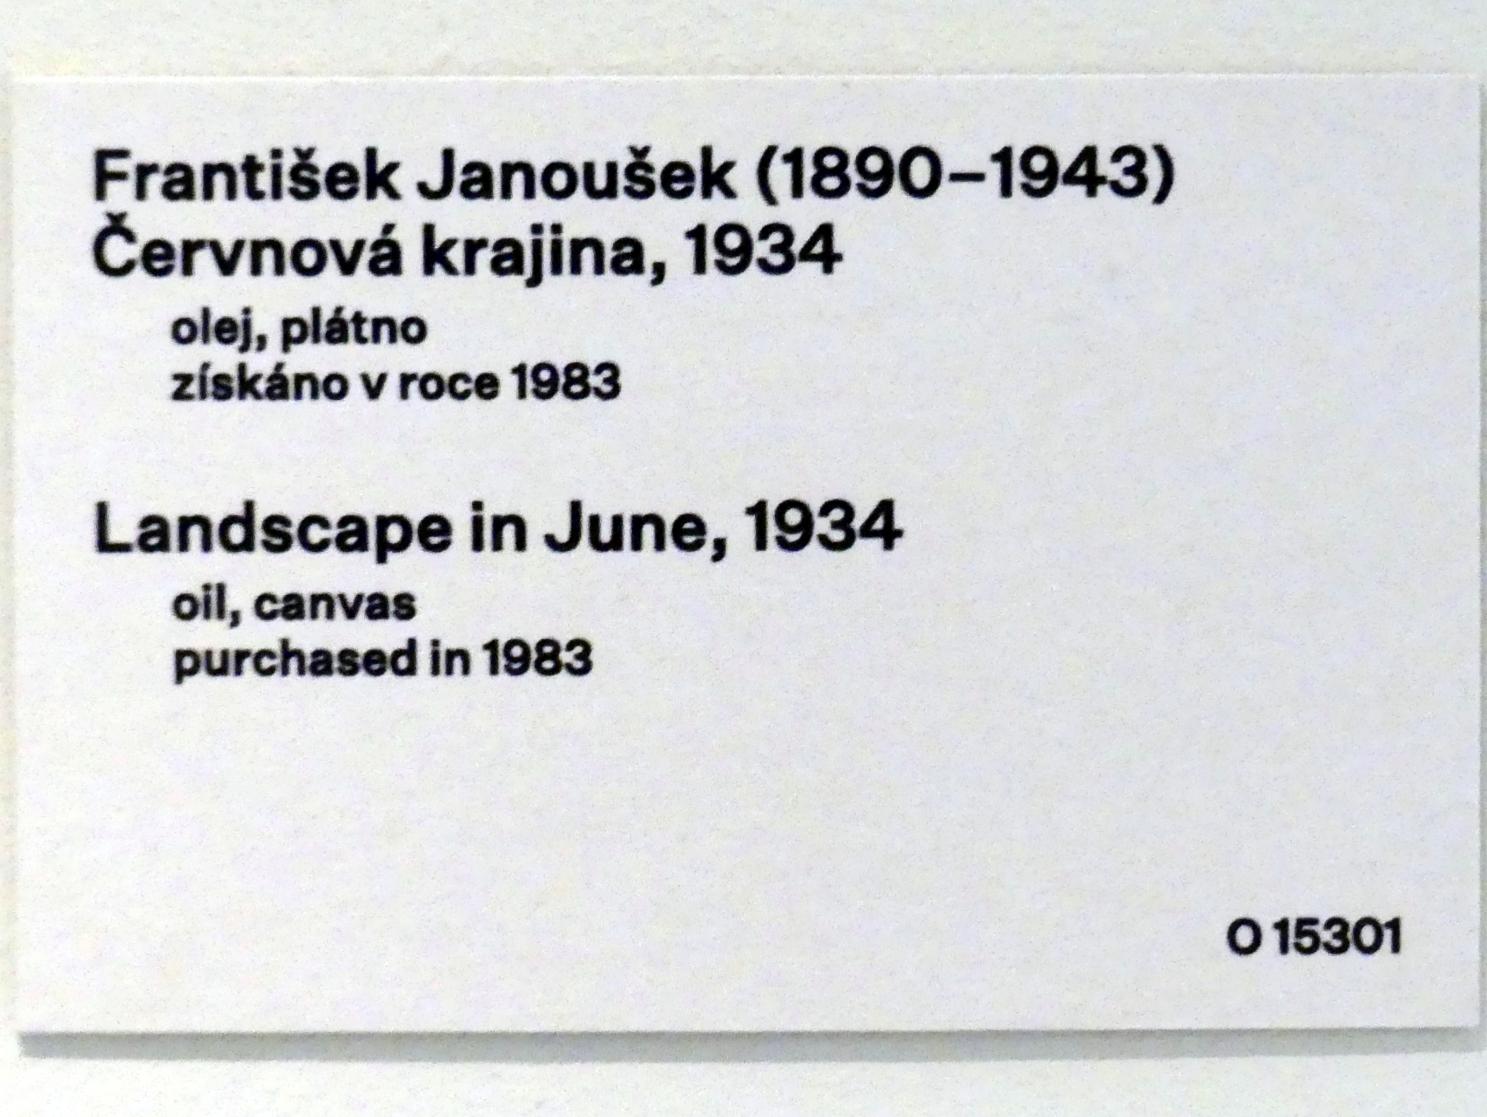 František Janoušek (1890–1943)
Červnová krajina, 1934
olej, plátno
získáno v roce 1983
Landscape in June, 1934
oil, canvas
purchased in 1983
O 15301